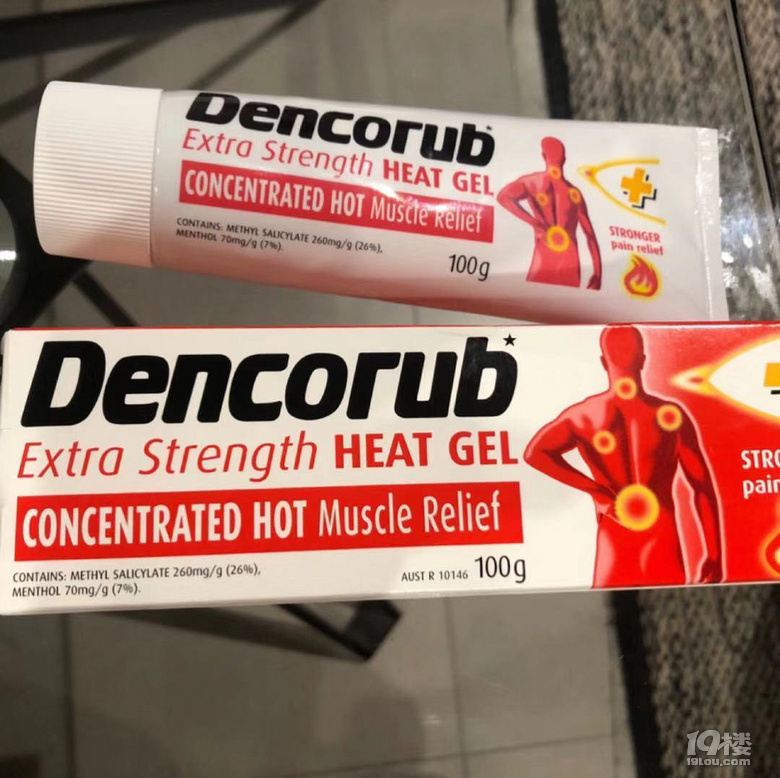 Dencorub*
Extra Strength HEAT GEL
CONCENTRATED HOT Muscle Relief
CONTAINS: METHYL SALICYLATE 260mg/g (26%),
MENTHOL 70mg/g (7%).
100g
STRONGER
pain relief
Dencorub*
Extra Strength HEAT GEL
CONCENTRATED HOT Muscle Relief
CONTAINS: METHYL SALICYLATE 260mg/g (26%),
MENTHOL 70mg/g (7%).
AUST R 10146 100g
STRO
pain
19楼
19lou.com